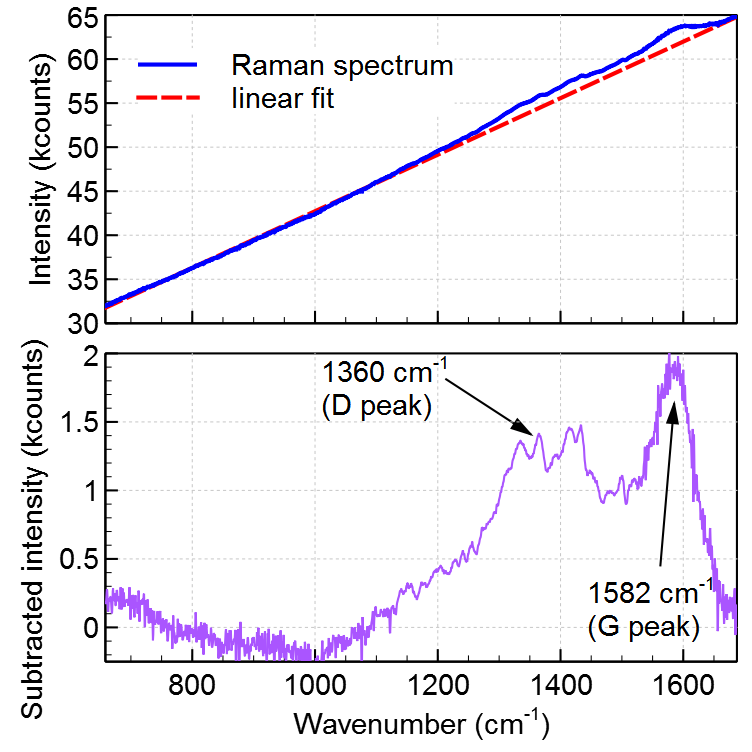 65
60
55
50
45
40
35
30
Intensity (kcounts)
Raman spectrum
linear fit
2
1.5
1
0.5
0
Subtracted intensity (kcounts)
1360 cm⁻¹
(D peak)
1582 cm⁻¹
(G peak)
800 1000 1200 1400 1600
Wavenumber (cm⁻¹)